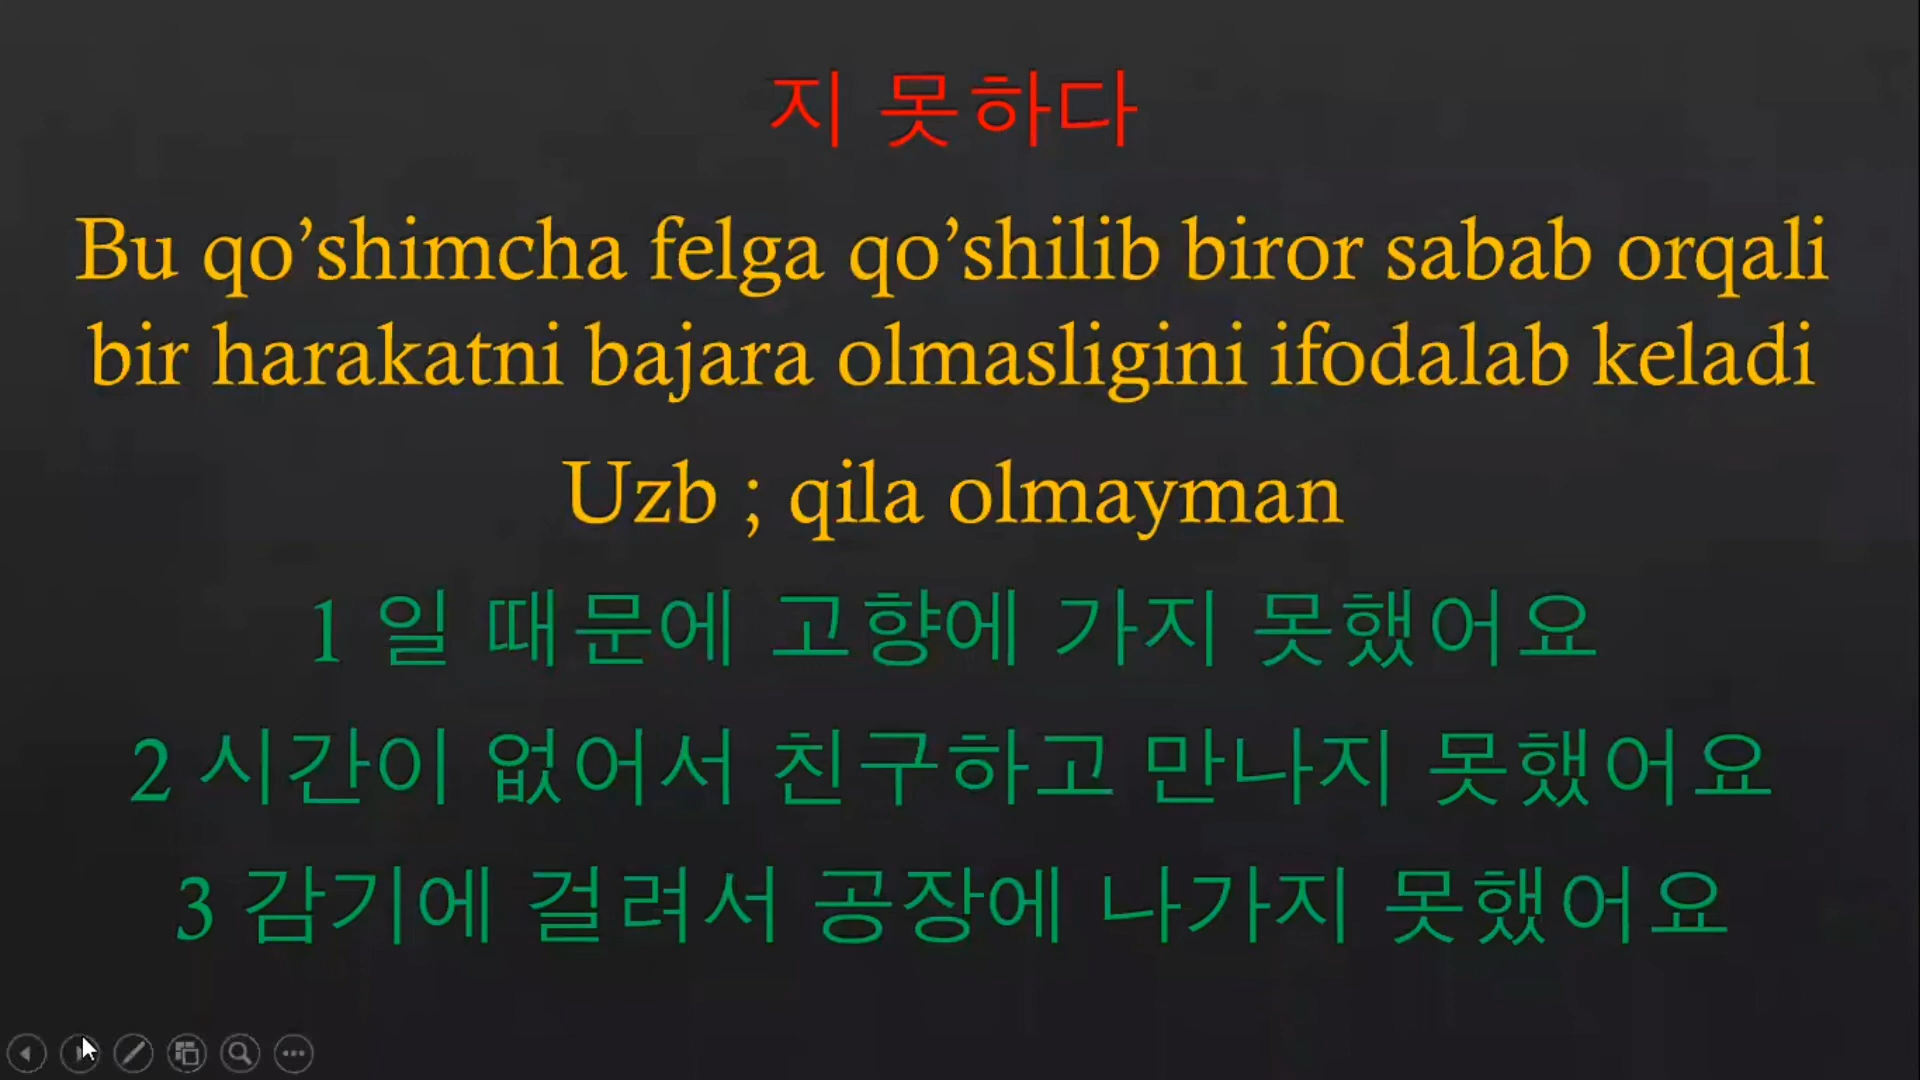 지 못하다
Bu qo’shimcha felga qo’shilib biror sabab orqali
bir harakatni bajara olmasligini ifodalab keladi
Uzb ; qila olmayman
1 일 때문에 고향에 가지 못했어요
2 시간이 없어서 친구하고 만나지 못했어요
3 감기에 걸려서 공장에 나가지 못했어요